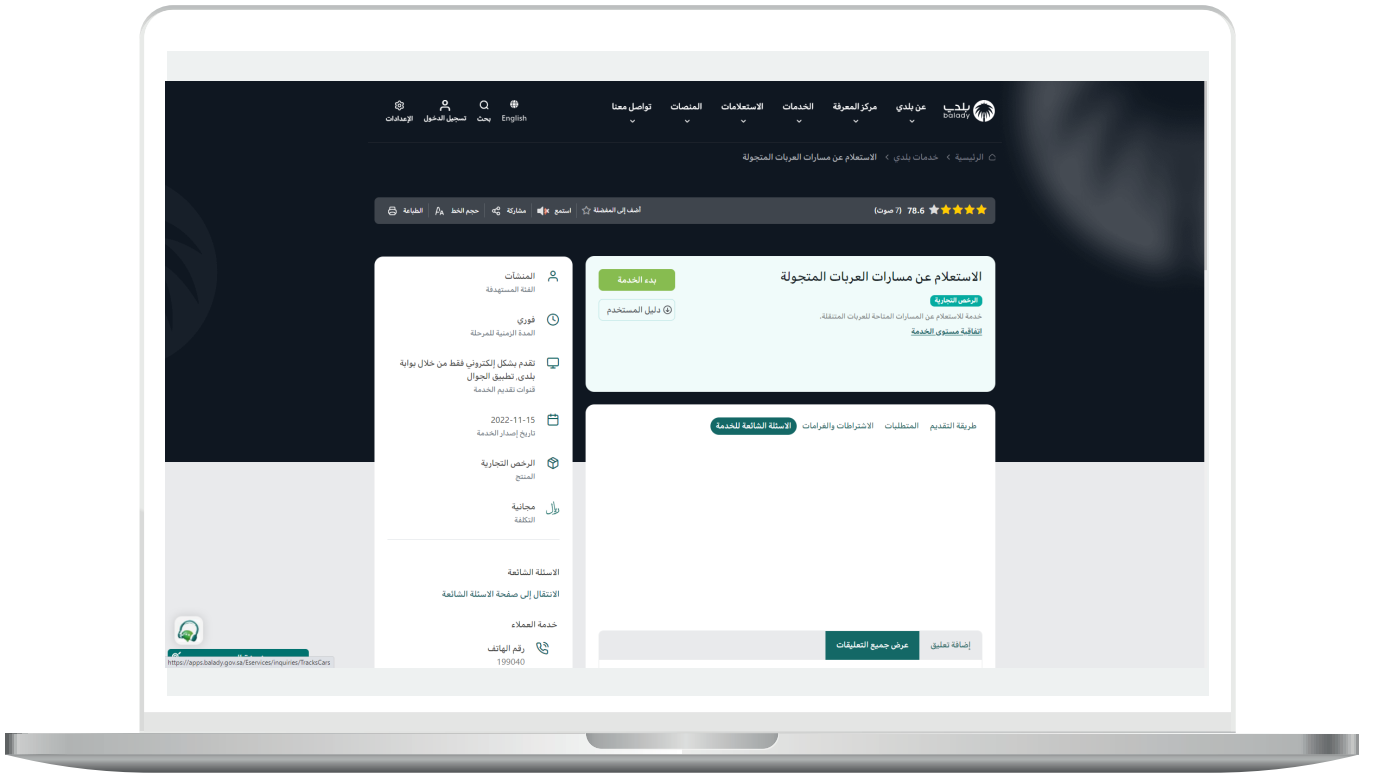 بلدي
balady
عن بلدي
مركز المعرفة
الخدمات
الاستعلامات
المنصات
تواصل معنا
English
بحث
تسجيل الدخول
الإعدادات
الرئيسية > خدمات بلدي > الاستعلام عن مسارات العربات المتجولة
78.6 (7 صوت)
أضف إلى المفضلة
استمع
مشاركة
حجم الخط
الطباعة
الاستعلام عن مسارات العربات المتجولة
الرخص التجارية
خدمة للاستعلام عن المسارات المتاحة للعربات المتنقلة.
اتفاقية مستوى الخدمة
بدء الخدمة
دليل المستخدم
طريقة التقديم
المتطلبات
الاشتراطات والغرامات
الاسئلة الشائعة للخدمة
إضافة تعليق
عرض جميع التعليقات
المنشآت
الفئة المستهدفة
فوري
المدة الزمنية للمرحلة
تقدم بشكل إلكتروني فقط من خلال بوابة
بلدي, تطبيق الجوال
قنوات تقديم الخدمة
2022-11-15
تاريخ إصدار الخدمة
الرخص التجارية
المنتج
مجانية
التكلفة
الاسئلة الشائعة
الانتقال إلى صفحة الاسئلة الشائعة
خدمة العملاء
رقم الهاتف
199040
https://apps.balady.gov.sa/Eservices/Inquiries/TracksCars